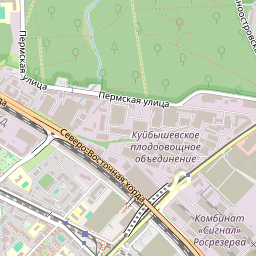 Пермская улица
Пермская улица
Куйбышевское
плодоовощное
объединение
Северо-Восточная хорда
Комбинат
«Сигнал»
Росрезерва